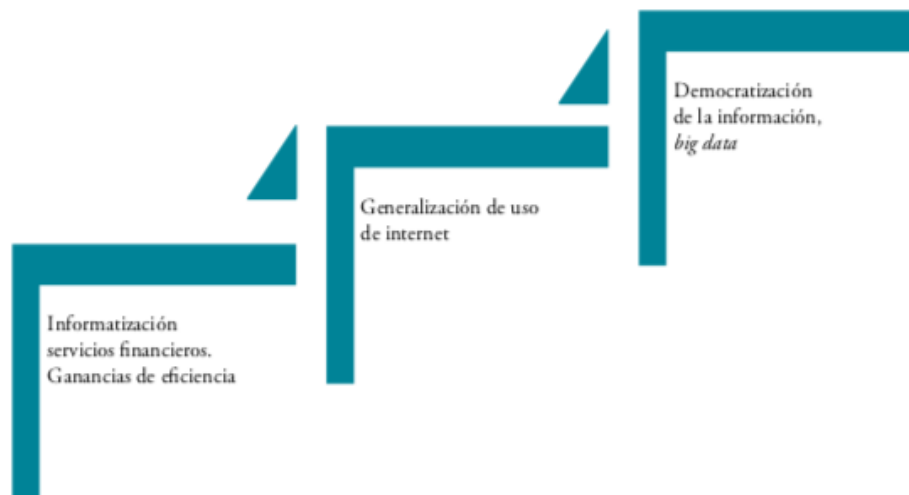 Informatización
servicios financieros.
Ganancias de eficiencia
Generalización de uso
de internet
Democratización
de la información,
big data